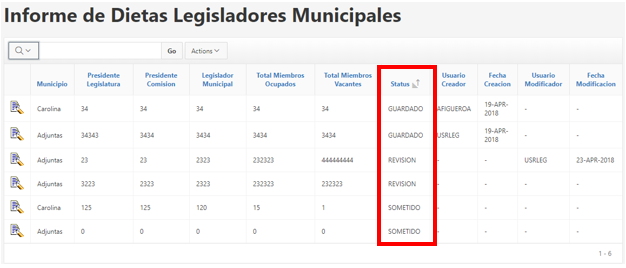 Informe de Dietas Legisladores Municipales
Go Actions
Municipio Presidente Legislatura Presidente Comision Legislador Municipal Total Miembros Ocupados Total Miembros Vacantes Status Usuario Creador Fecha Creacion Usuario Modificador Fecha Modificacion
Carolina 34 34 34 34 34 GUARDADO AFIGUEROA 19-APR-2018 - -
Adjuntas 34343 3434 3434 3434 3434 GUARDADO USRLEG 19-APR-2018 - -
Adjuntas 23 23 2323 232323 444444444 REVISION - - USRLEG 23-APR-2018
Adjuntas 3223 2323 2323 232323 232323 REVISION - - - -
Carolina 125 125 120 15 1 SOMETIDO - - - -
Adjuntas 0 0 0 0 0 SOMETIDO - - - -
1 - 6